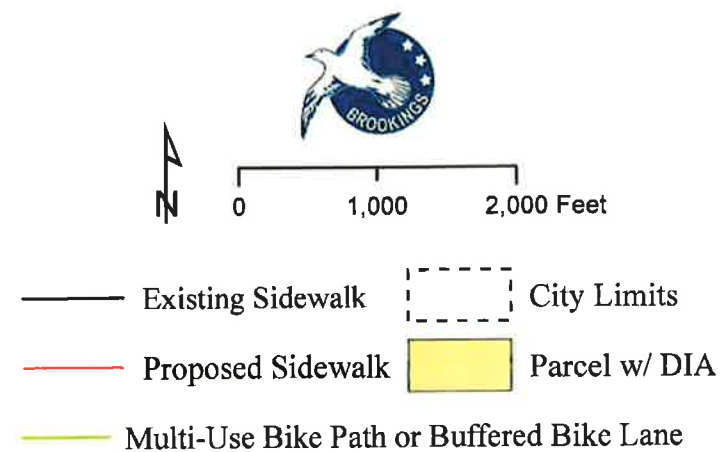 BROOKINGS
N
0 1,000 2,000 Feet
Existing Sidewalk City Limits
Proposed Sidewalk Parcel w/ DIA
Multi-Use Bike Path or Buffered Bike Lane